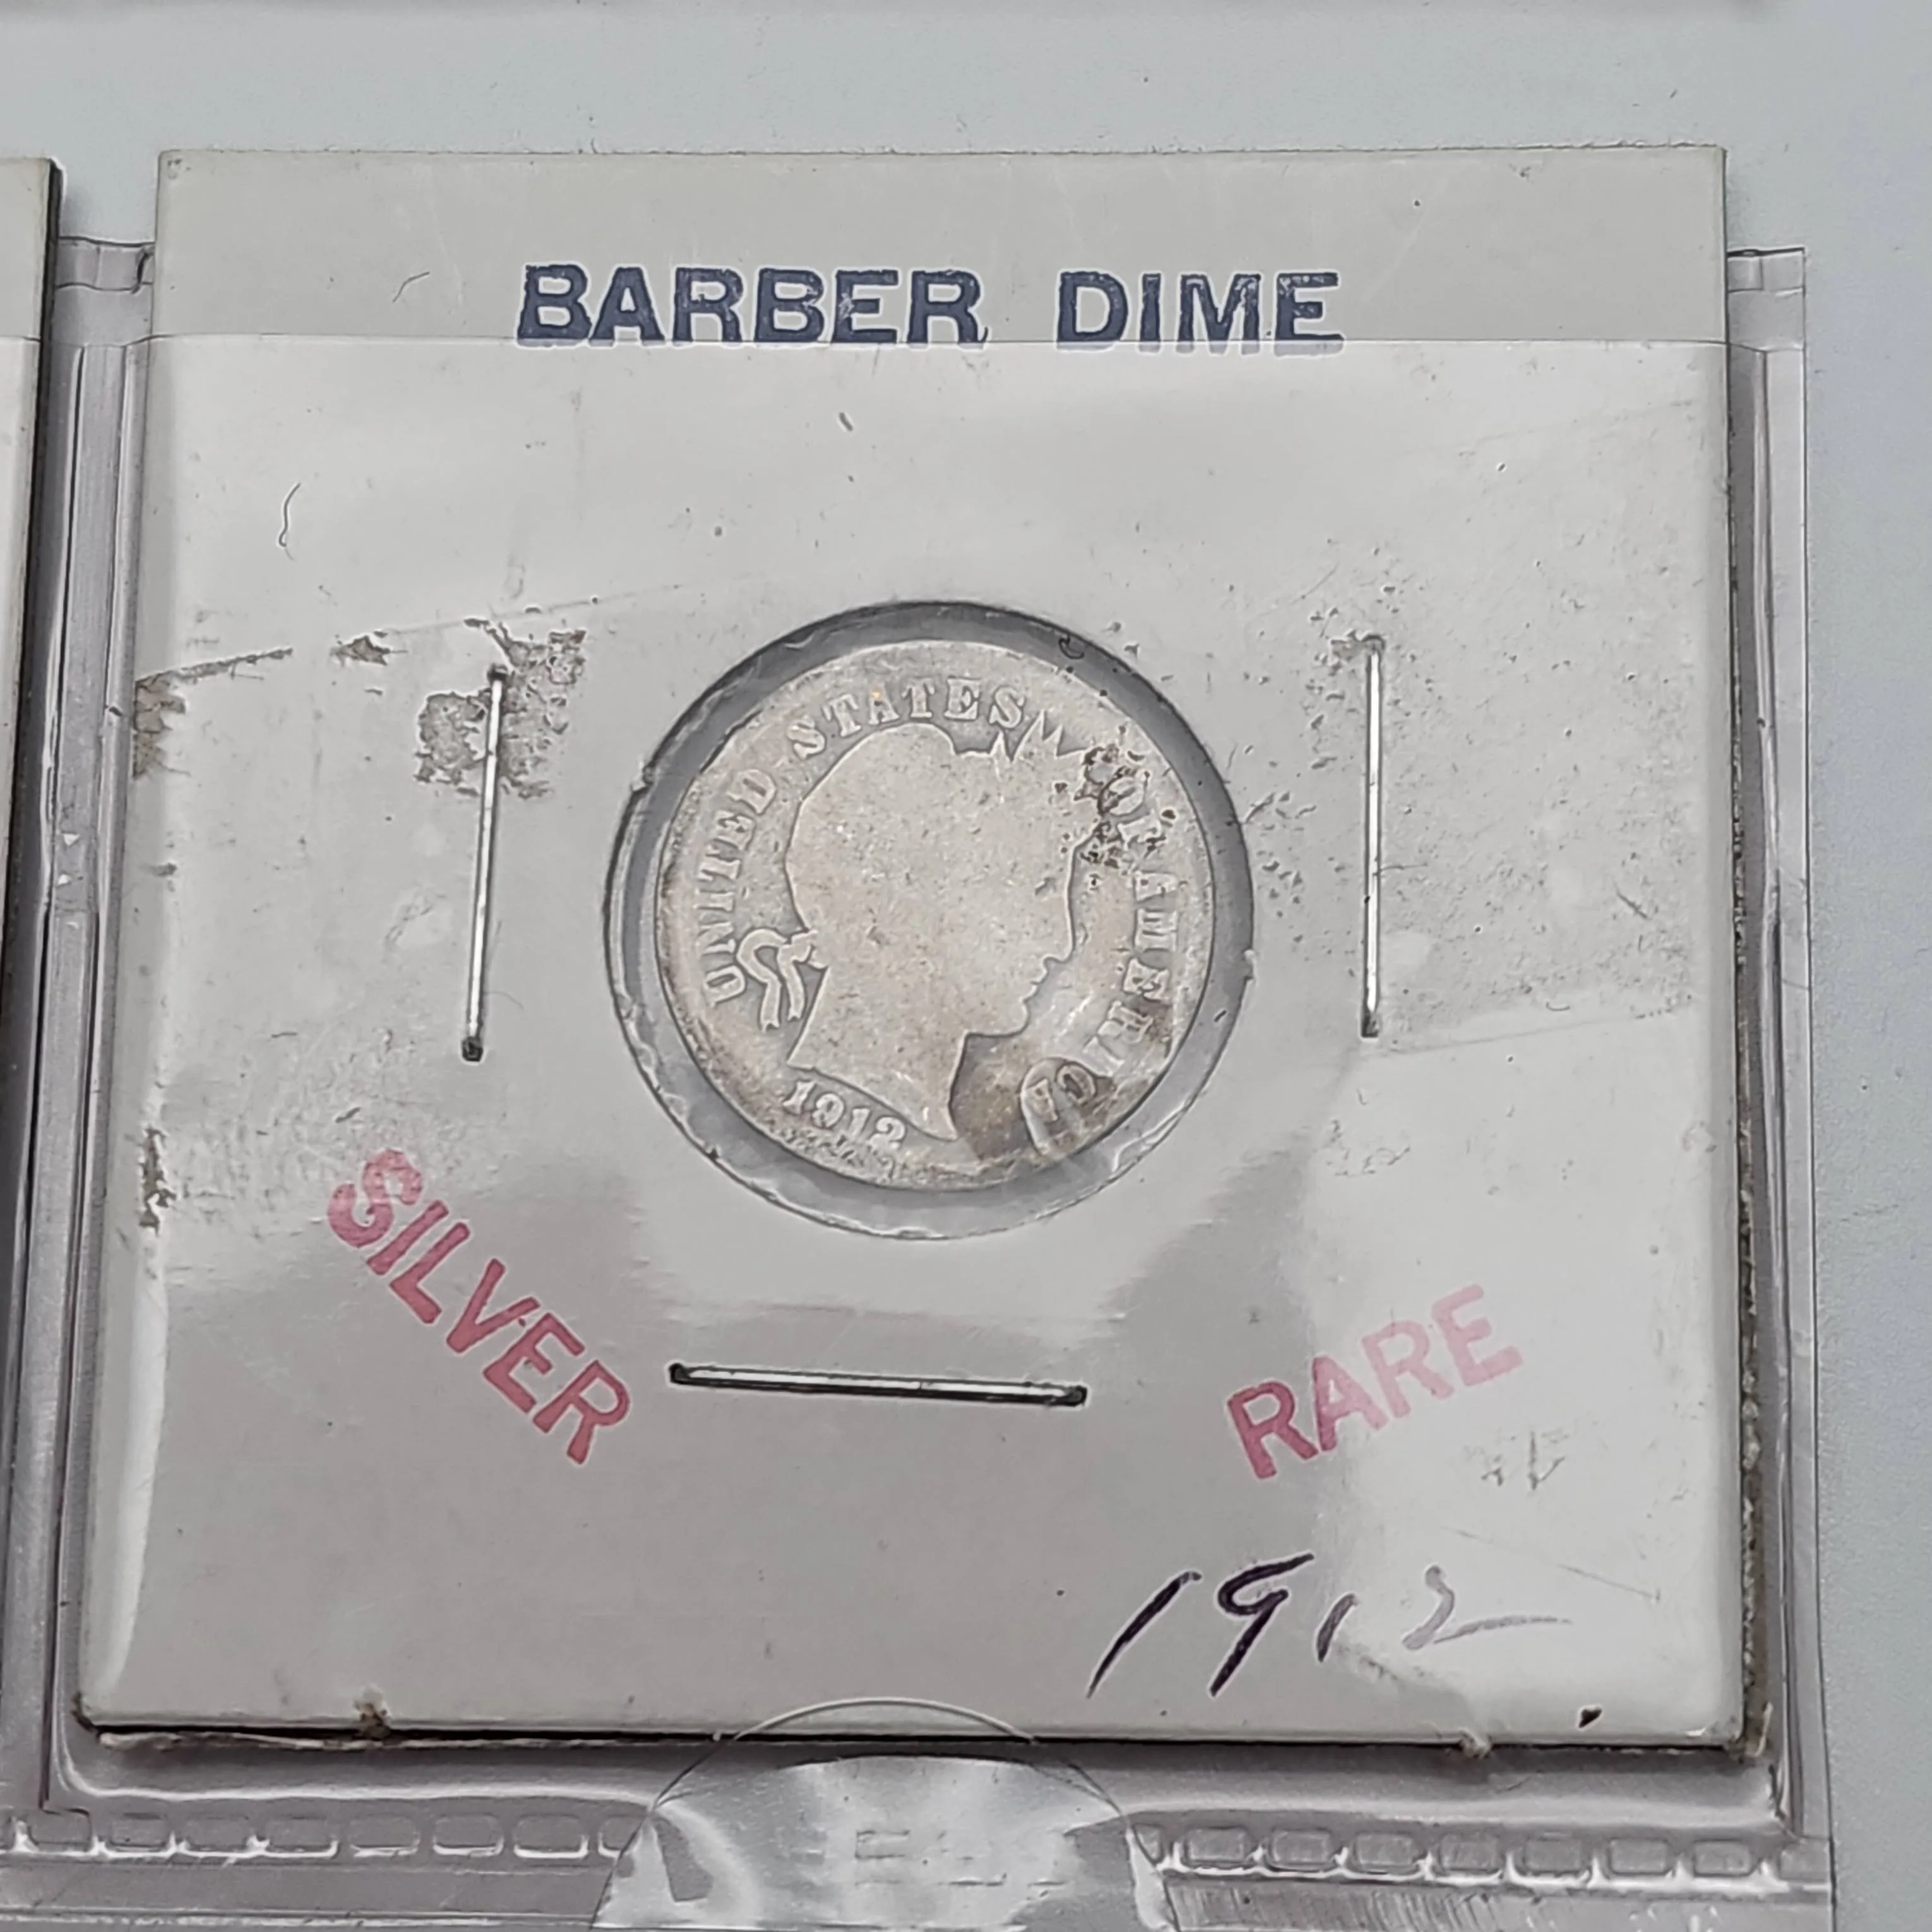 BARBER DIME
UNITED STATES OF AMERICA
1912
SILVER
RARE
1912